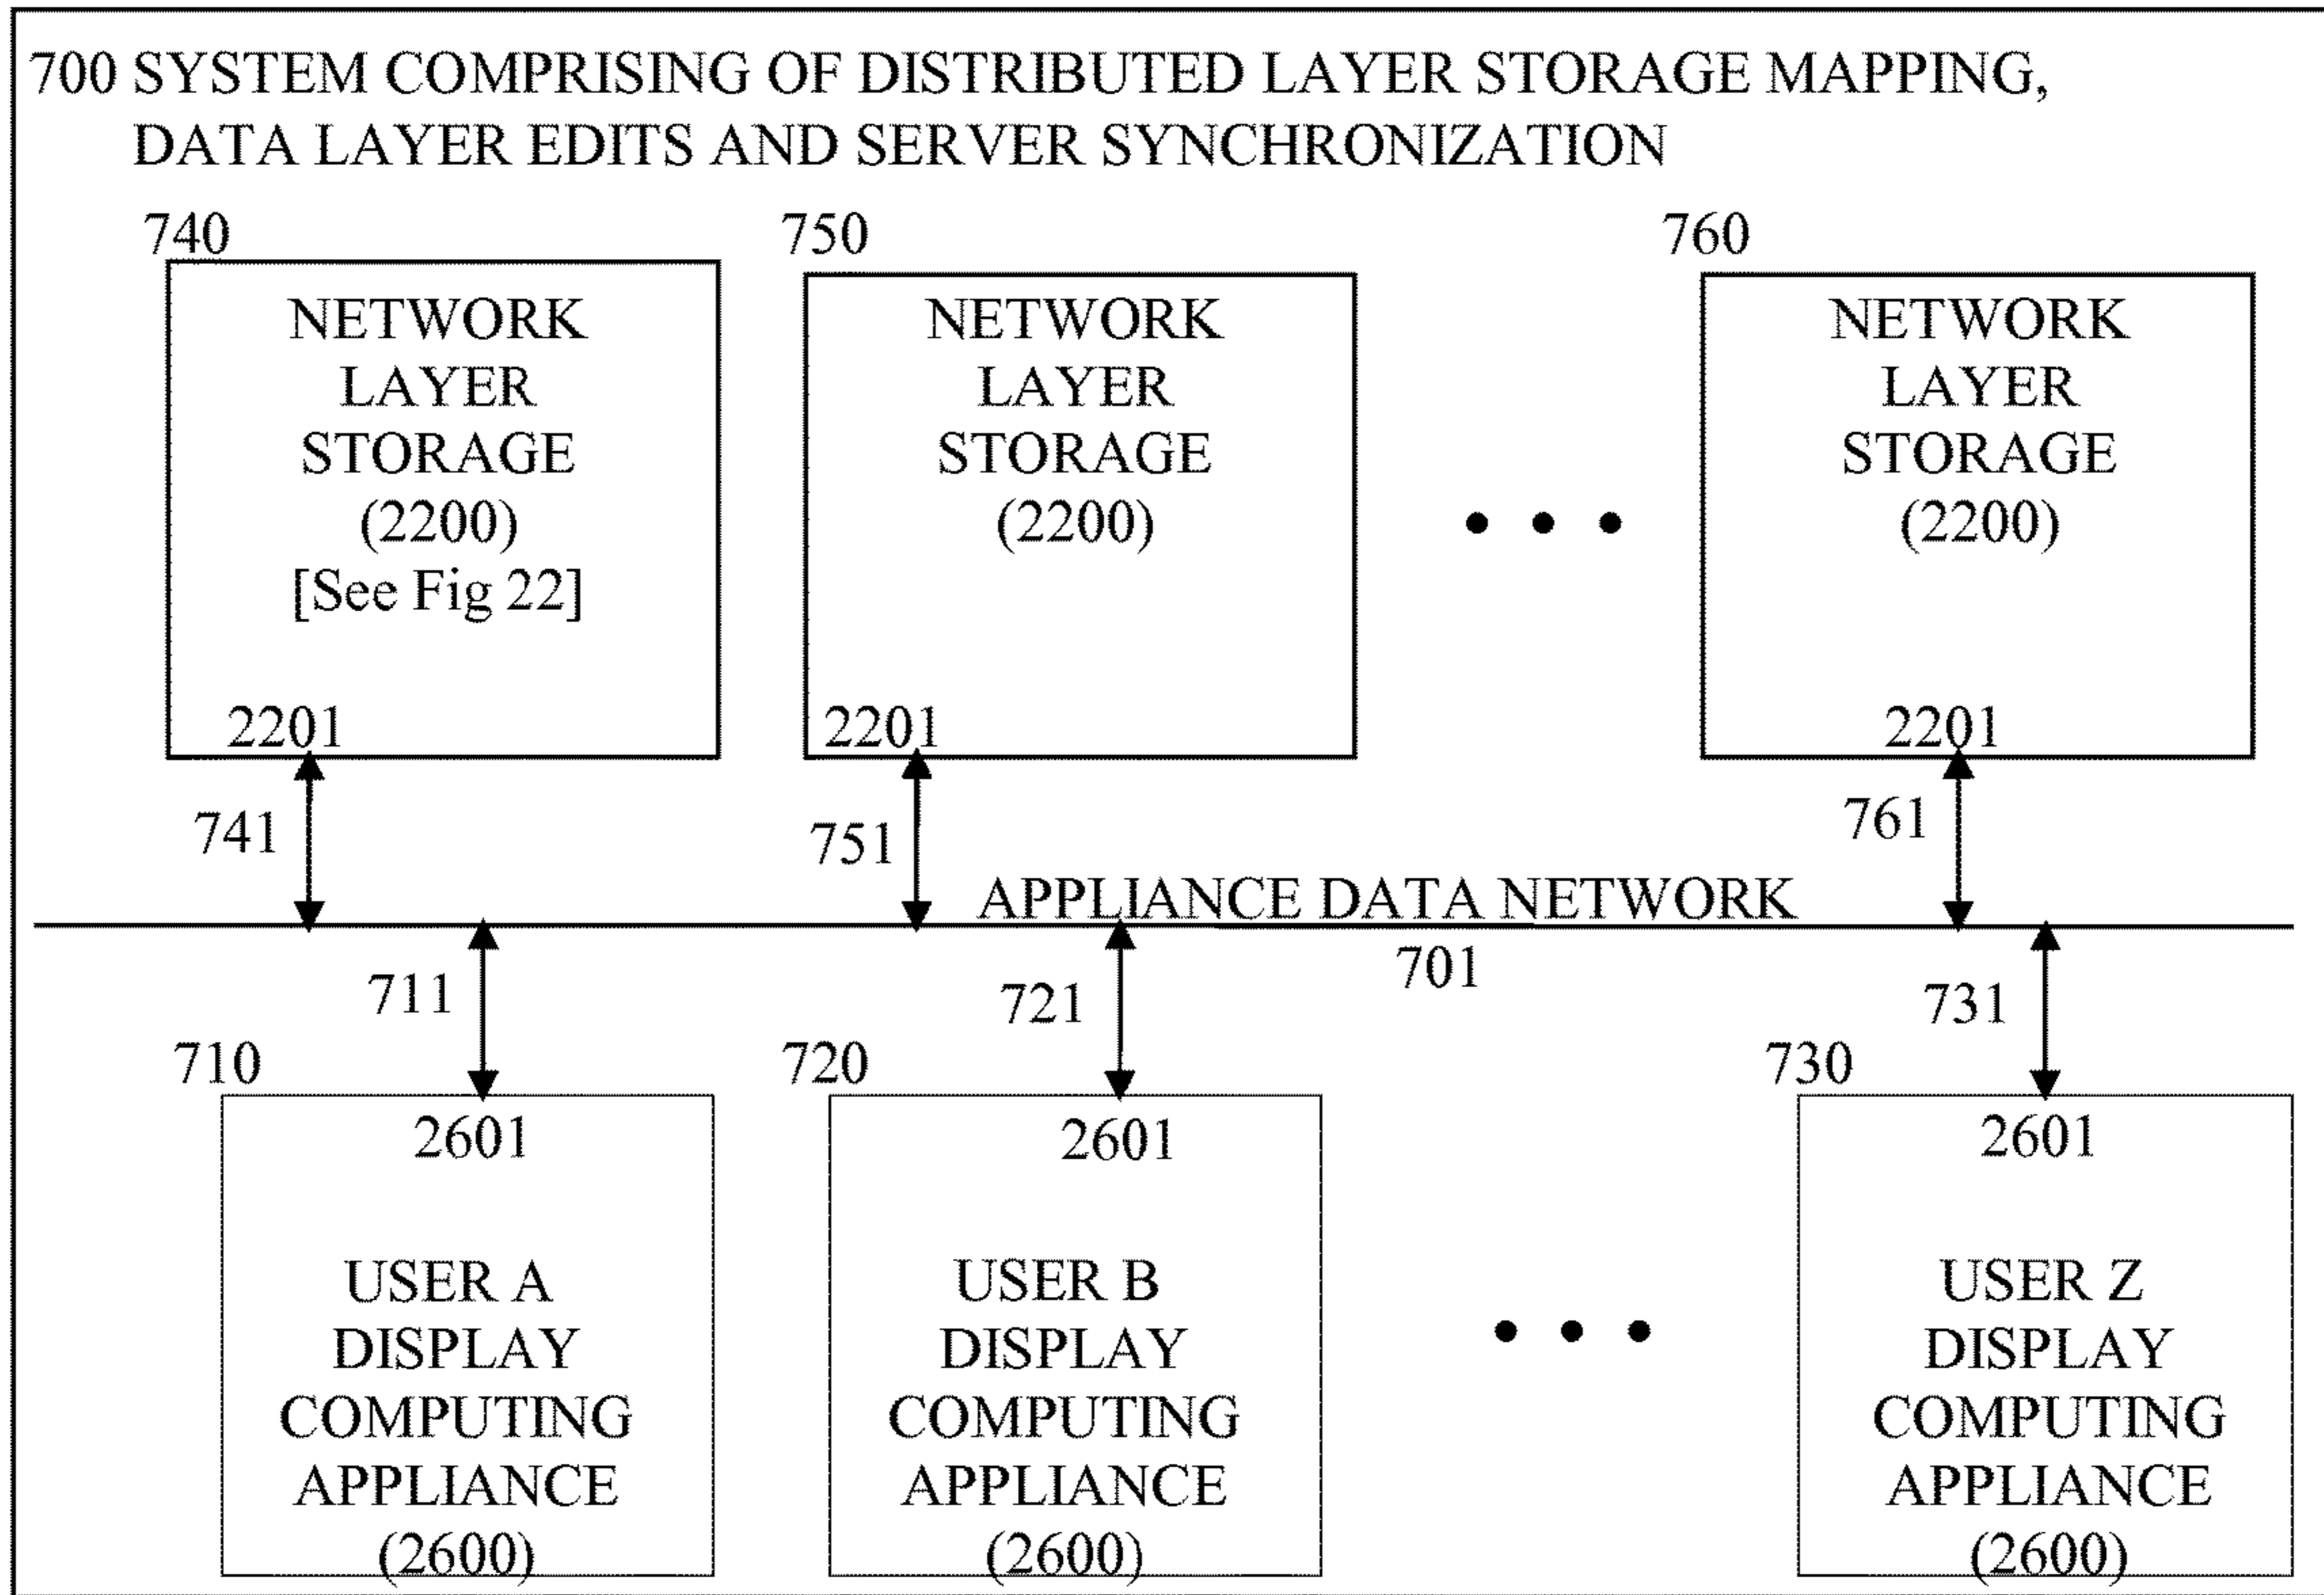 700 SYSTEM COMPRISING OF DISTRIBUTED LAYER STORAGE MAPPING,
DATA LAYER EDITS AND SERVER SYNCHRONIZATION
740
NETWORK
LAYER
STORAGE
(2200)
[See Fig 22]
2201
750
NETWORK
LAYER
STORAGE
(2200)
2201
• • •
760
NETWORK
LAYER
STORAGE
(2200)
2201
741
751
761
APPLIANCE DATA NETWORK
701
711
721
731
710
2601
USER A
DISPLAY
COMPUTING
APPLIANCE
(2600)
720
2601
USER B
DISPLAY
COMPUTING
APPLIANCE
(2600)
• • •
730
2601
USER Z
DISPLAY
COMPUTING
APPLIANCE
(2600)